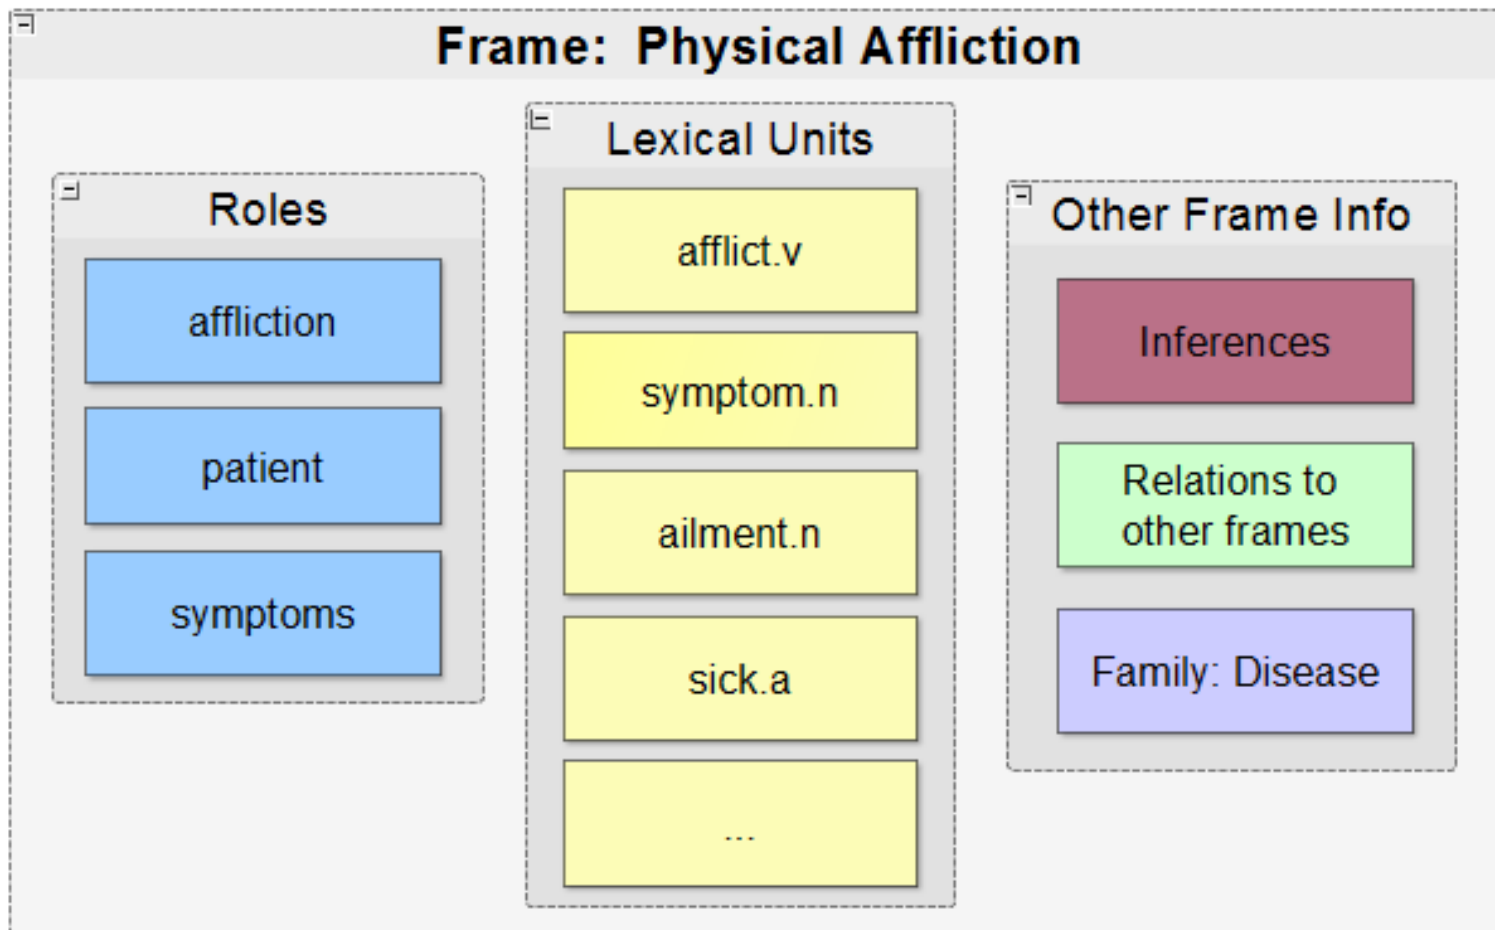 Frame: Physical Affliction
Roles
affliction
patient
symptoms
Lexical Units
afflict.v
symptom.n
ailment.n
sick.a
...
Other Frame Info
Inferences
Relations to
other frames
Family: Disease